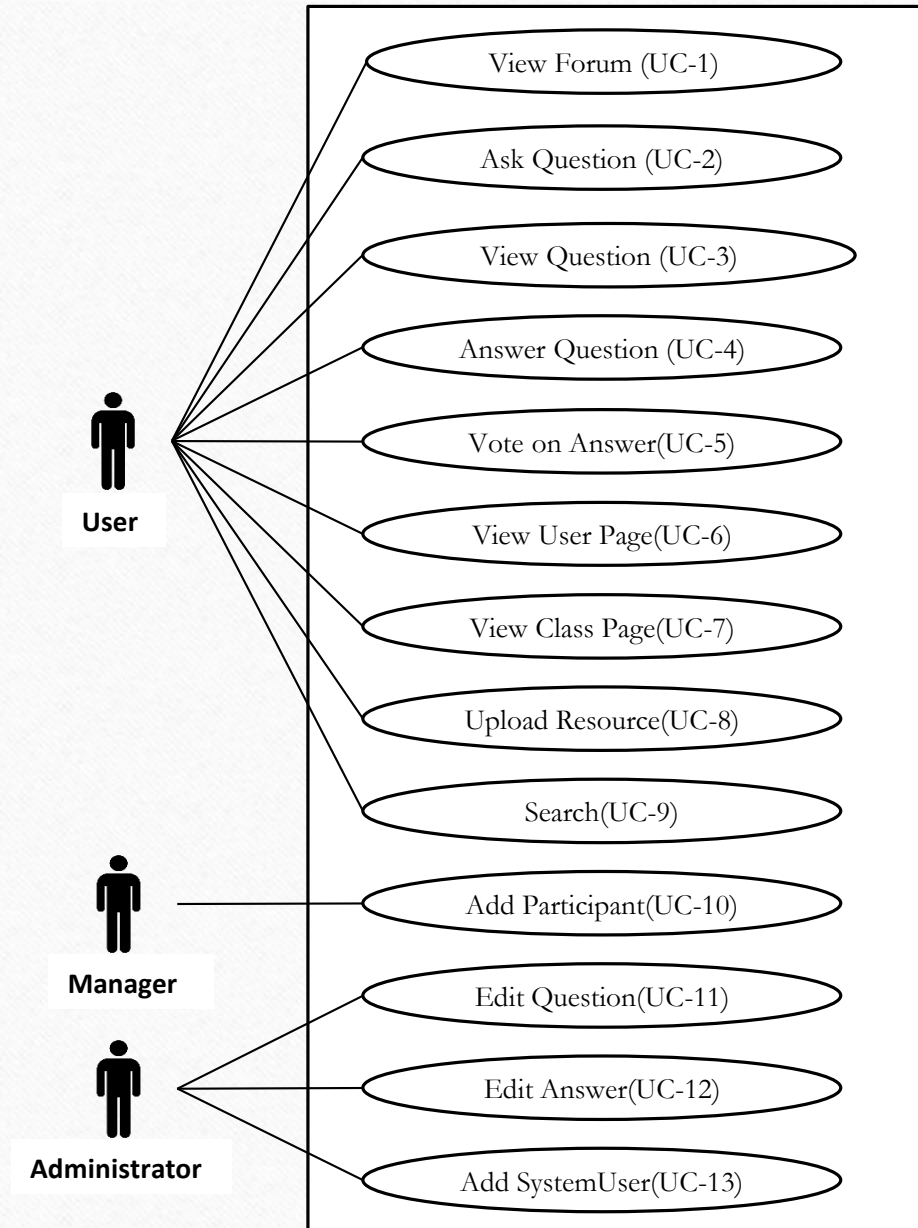 View Forum (UC-1)
Ask Question (UC-2)
View Question (UC-3)
Answer Question (UC-4)
Vote on Answer(UC-5)
User
View User Page(UC-6)
View Class Page(UC-7)
Upload Resource(UC-8)
Search(UC-9)
Add Participant(UC-10)
Manager
Edit Question(UC-11)
Edit Answer(UC-12)
Administrator
Add SystemUser(UC-13)